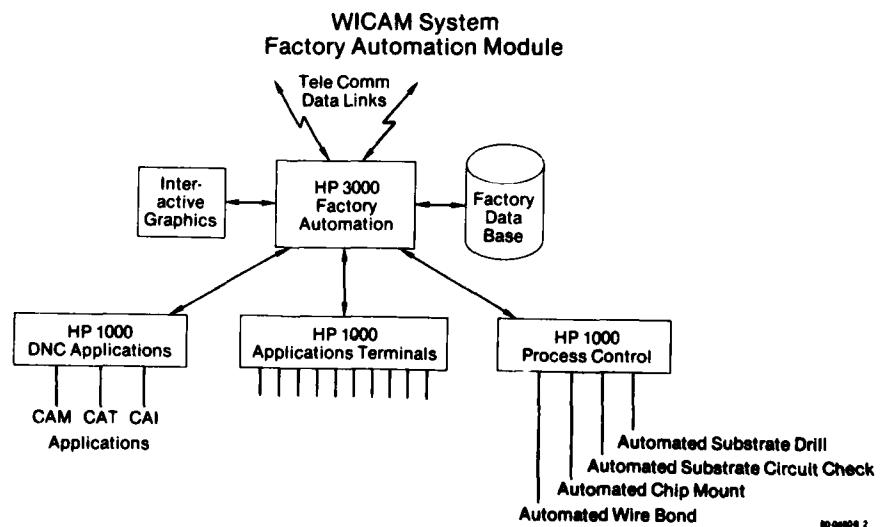 WICAM System
Factory Automation Module
Tele Comm
Data Links
Inter-
active
Graphics
HP 3000
Factory
Automation
Factory
Data
Base
HP 1000
DNC Applications
HP 1000
Applications Terminals
HP 1000
Process Control
CAM CAT CAI
Applications
Automated Substrate Drill
Automated Substrate Circuit Check
Automated Chip Mount
Automated Wire Bond